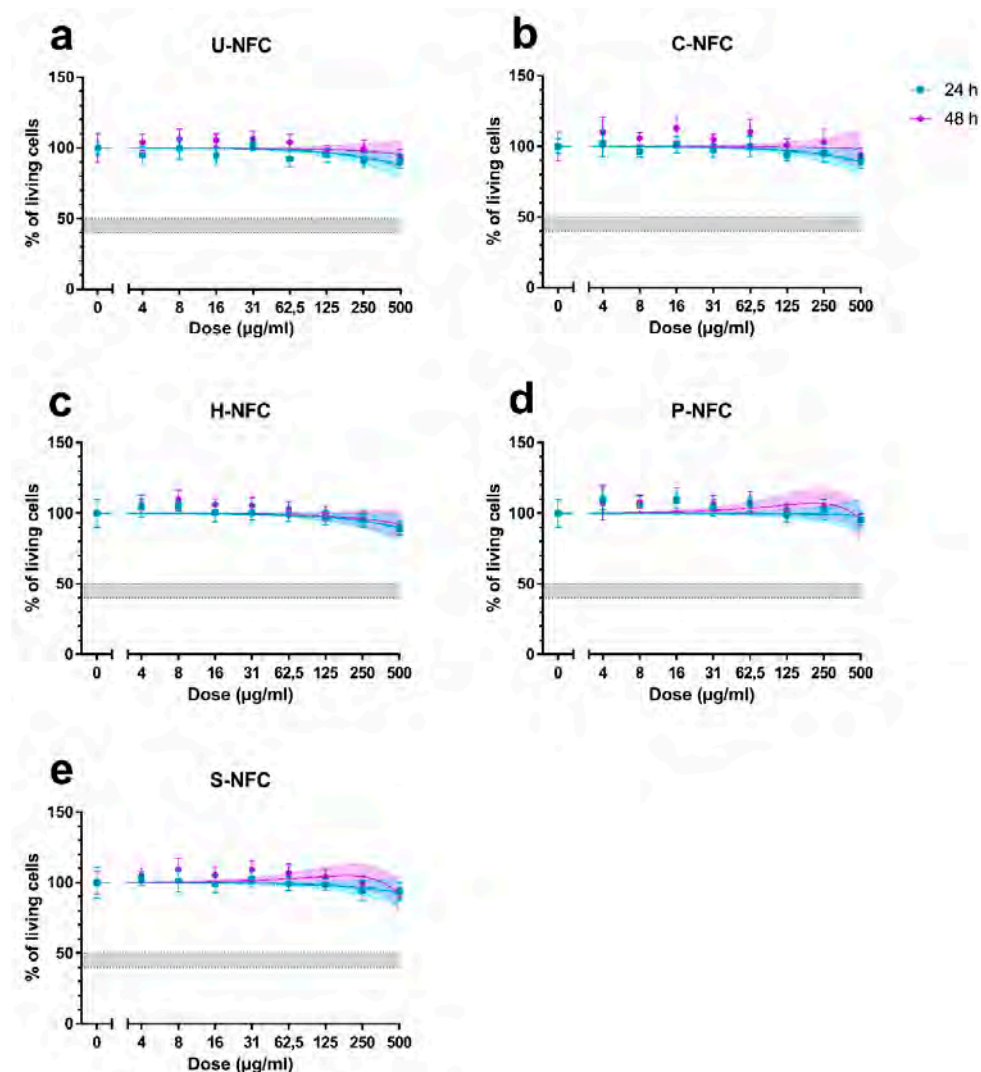 a
U-NFC
150
100
50
0
% of living cells
0 4 8 16 31 62,5 125 250 500
Dose (µg/ml)
b
C-NFC
150
100
50
0
% of living cells
0 4 8 16 31 62,5 125 250 500
Dose (µg/ml)
24 h
48 h
c
H-NFC
150
100
50
0
% of living cells
0 4 8 16 31 62,5 125 250 500
Dose (µg/ml)
d
P-NFC
150
100
50
0
% of living cells
0 4 8 16 31 62,5 125 250 500
Dose (µg/ml)
e
S-NFC
150
100
50
0
% of living cells
0 4 8 16 31 62,5 125 250 500
Dose (µg/ml)